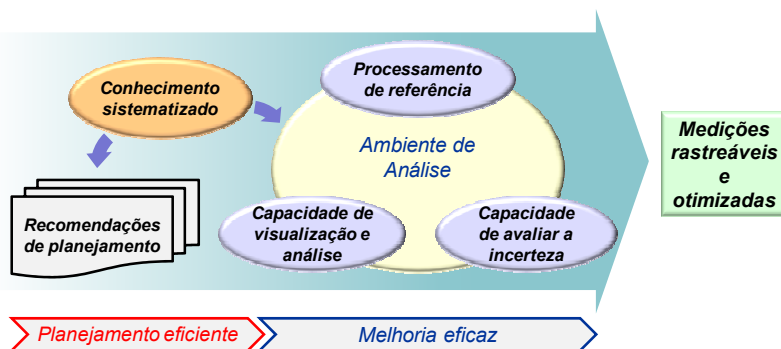 Conhecimento
sistematizado
Processamento
de referência
Ambiente de
Análise
Recomendações
de planejamento
Capacidade de
visualização e
análise
Capacidade
de avaliar a
incerteza
Medições
rastreáveis
e
otimizadas
Planejamento eficiente
Melhoria eficaz